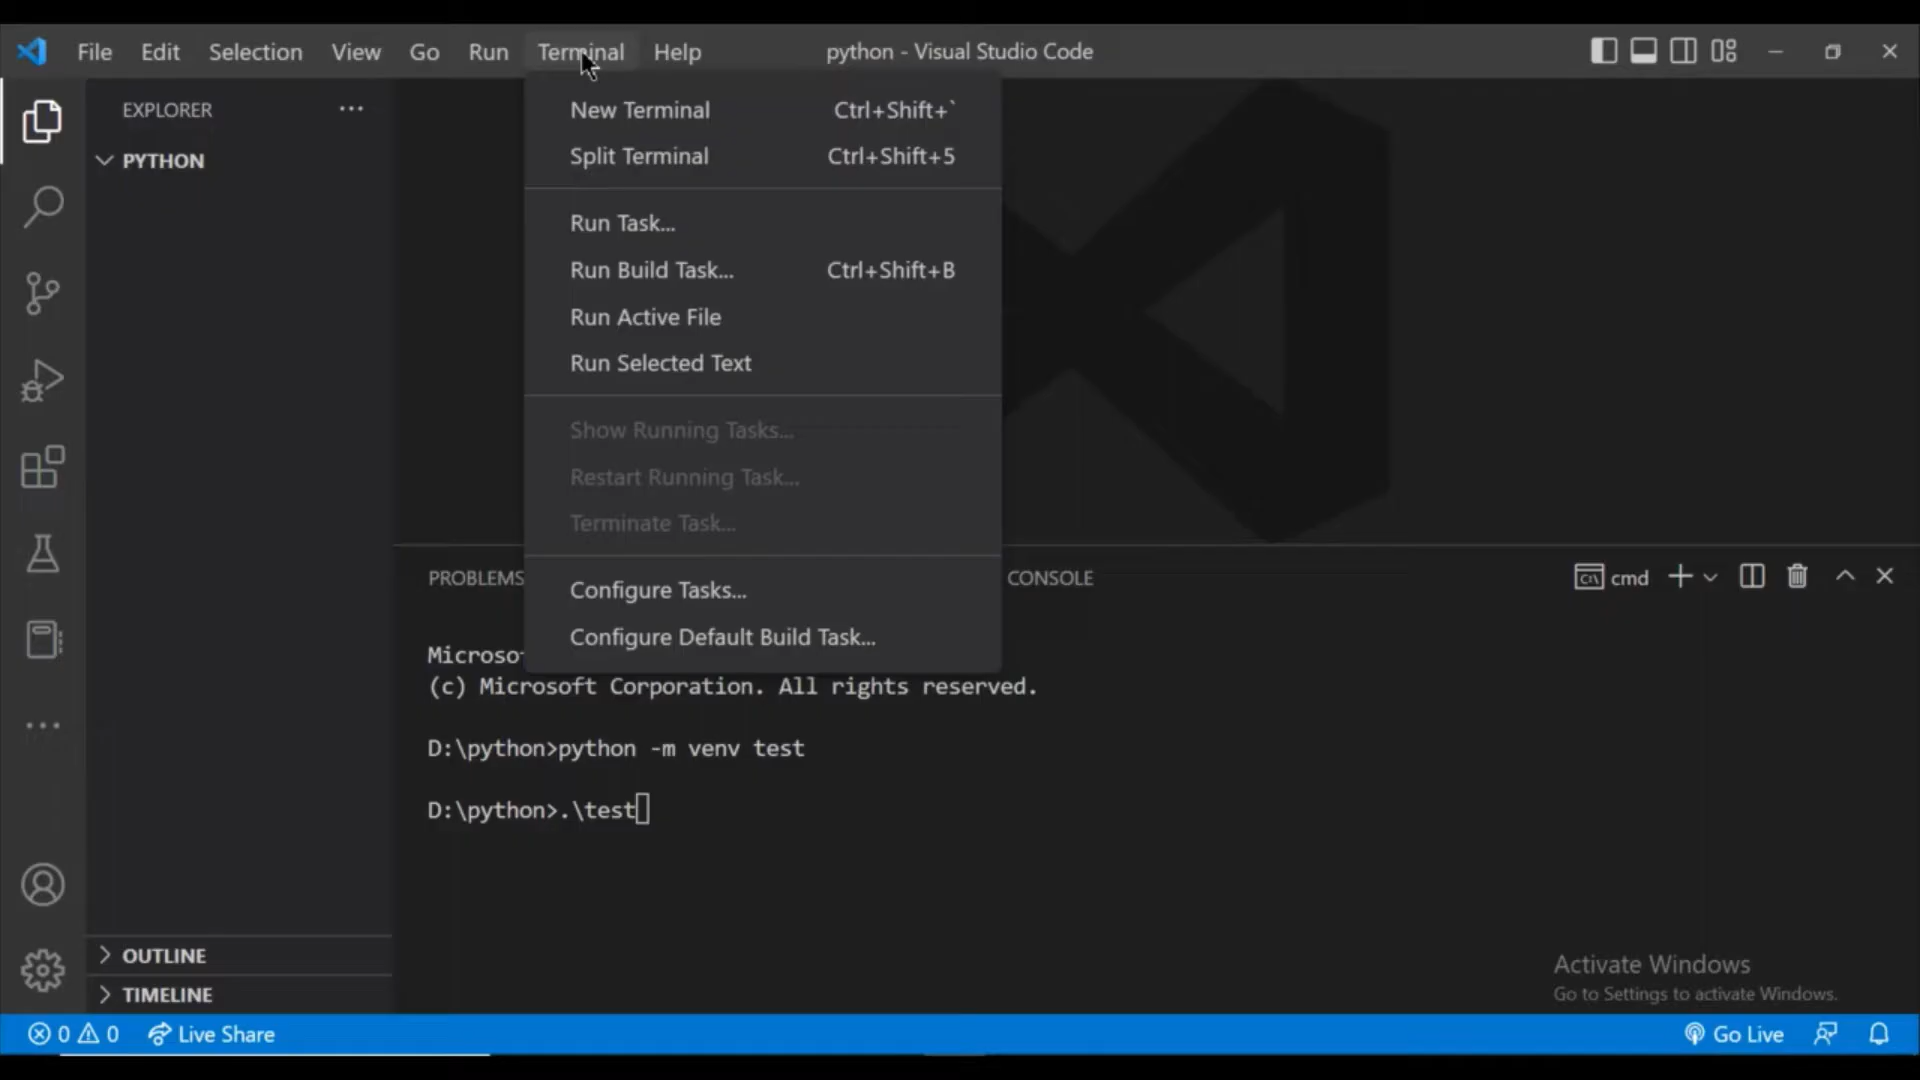 File Edit Selection View Go Run Terminal Help python - Visual Studio Code
EXPLORER
PYTHON
New Terminal Ctrl+Shift+`
Split Terminal Ctrl+Shift+5
Run Task...
Run Build Task... Ctrl+Shift+B
Run Active File
Run Selected Text
Show Running Tasks...
Restart Running Task...
Terminate Task...
Configure Tasks...
Configure Default Build Task...
PROBLEMS CONSOLE cmd
Microso
(c) Microsoft Corporation. All rights reserved.
D:\python>python -m venv test
D:\python>.\test
OUTLINE
TIMELINE
Activate Windows
Go to Settings to activate Windows.
0 0 Live Share Go Live